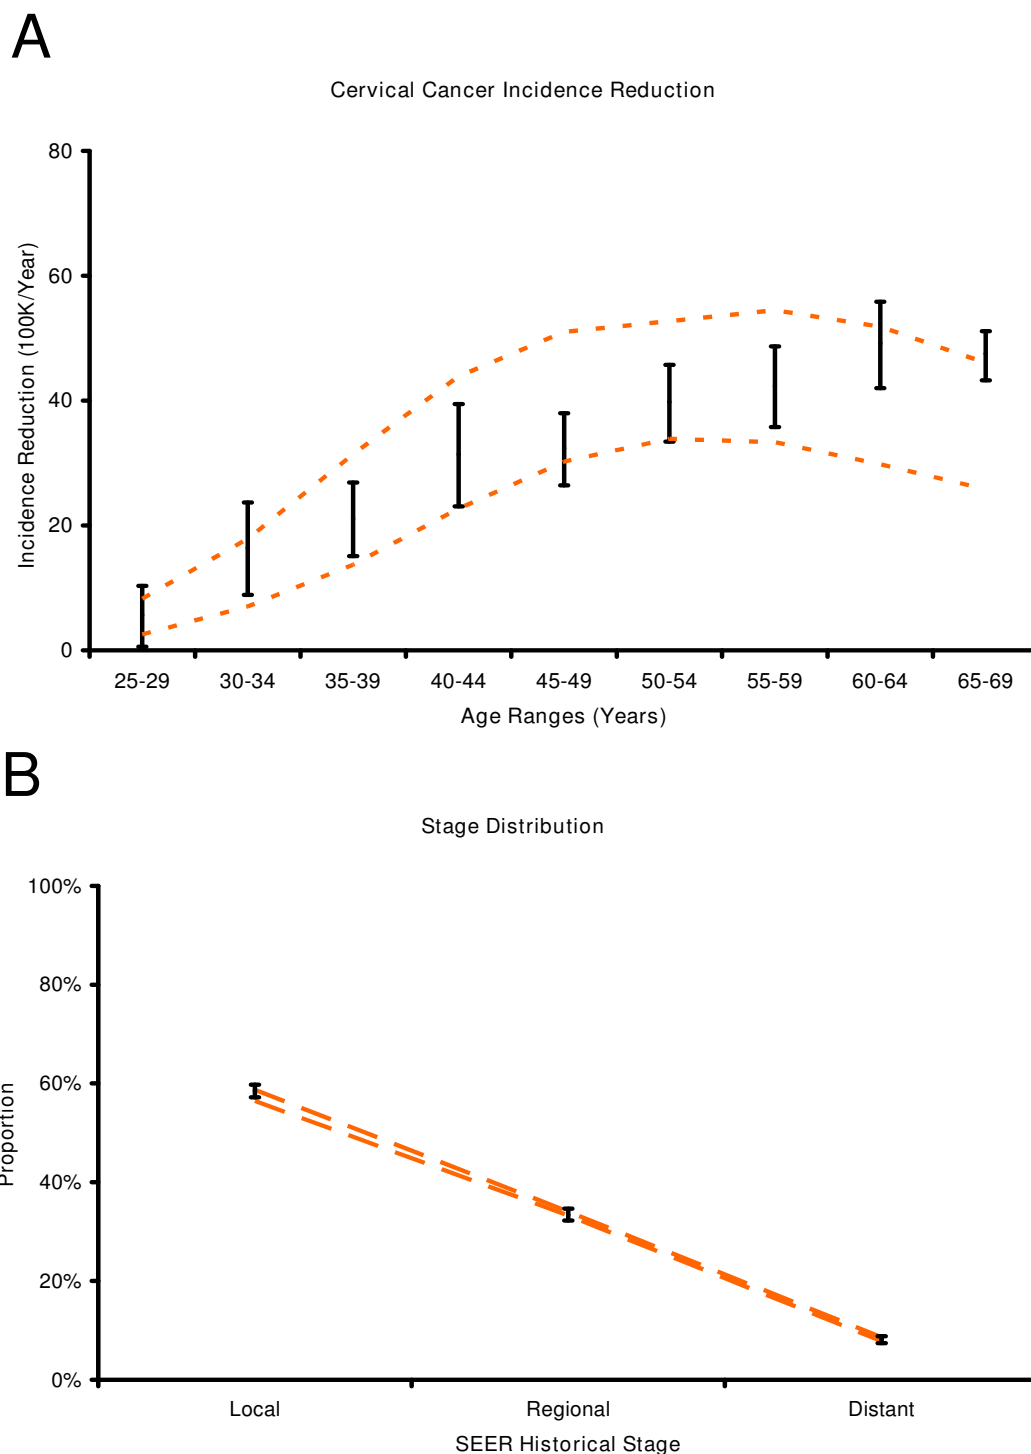 A
Cervical Cancer Incidence Reduction
Incidence Reduction (100K/Year)
80
60
40
20
0
25-29 30-34 35-39 40-44 45-49 50-54 55-59 60-64 65-69
Age Ranges (Years)
B
Stage Distribution
Proportion
100%
80%
60%
40%
20%
0%
Local Regional Distant
SEER Historical Stage